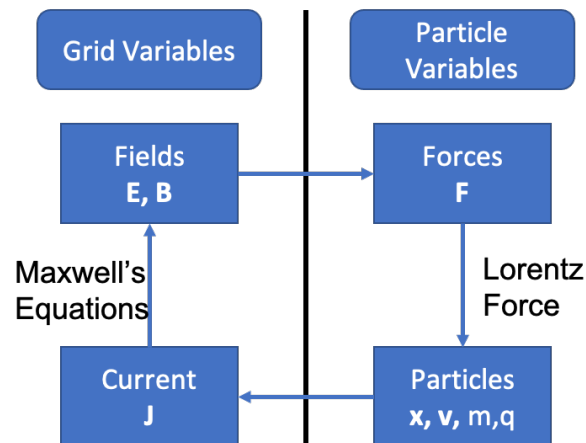 Grid Variables
Particle
Variables
Fields
E, B
Forces
F
Maxwell's
Equations
Lorentz
Force
Current
J
Particles
x, v, m,q